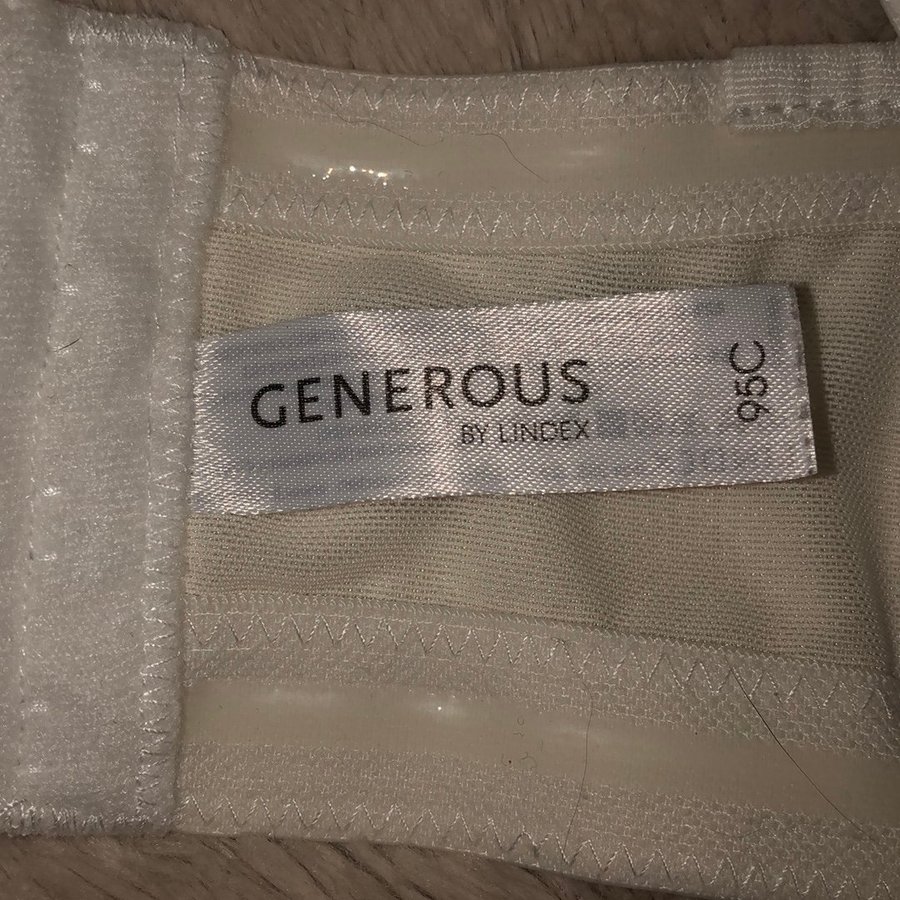 GENEROUS
BY LINDEX
95C